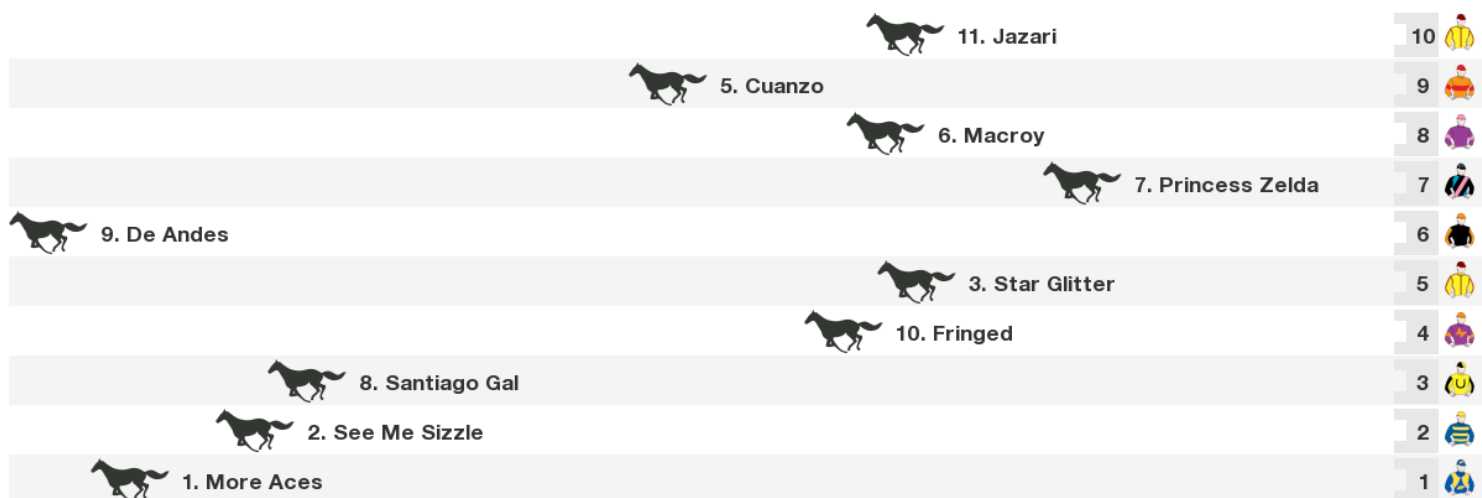 11. Jazari 10
5. Cuanzo 9
6. Macroy 8
7. Princess Zelda 7
9. De Andes 6
3. Star Glitter 5
10. Fringed 4
8. Santiago Gal 3
2. See Me Sizzle 2
1. More Aces 1